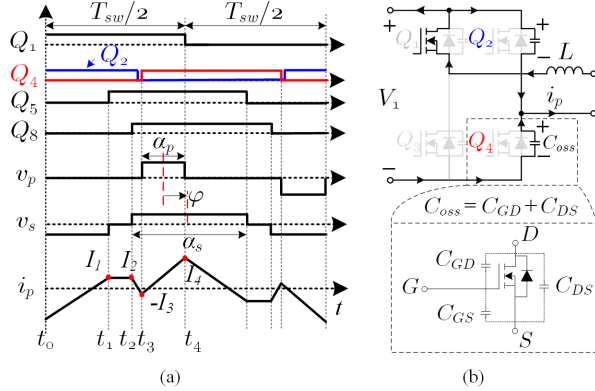 T_sw/2 T_sw/2
Q_1
Q_2
Q_4
Q_5
Q_8
α_p
v_p
φ
v_s
α_s
I_1 I_2 I_4
i_p
-I_3
t
t_0 t_1 t_2 t_3 t_4
(a)
+
Q_1 Q_2
−
L
V_1
i_p
+
Q_3 Q_4 C_oss
−
C_oss = C_GD + C_DS
D
C_GD
G
C_DS
C_GS
S
(b)